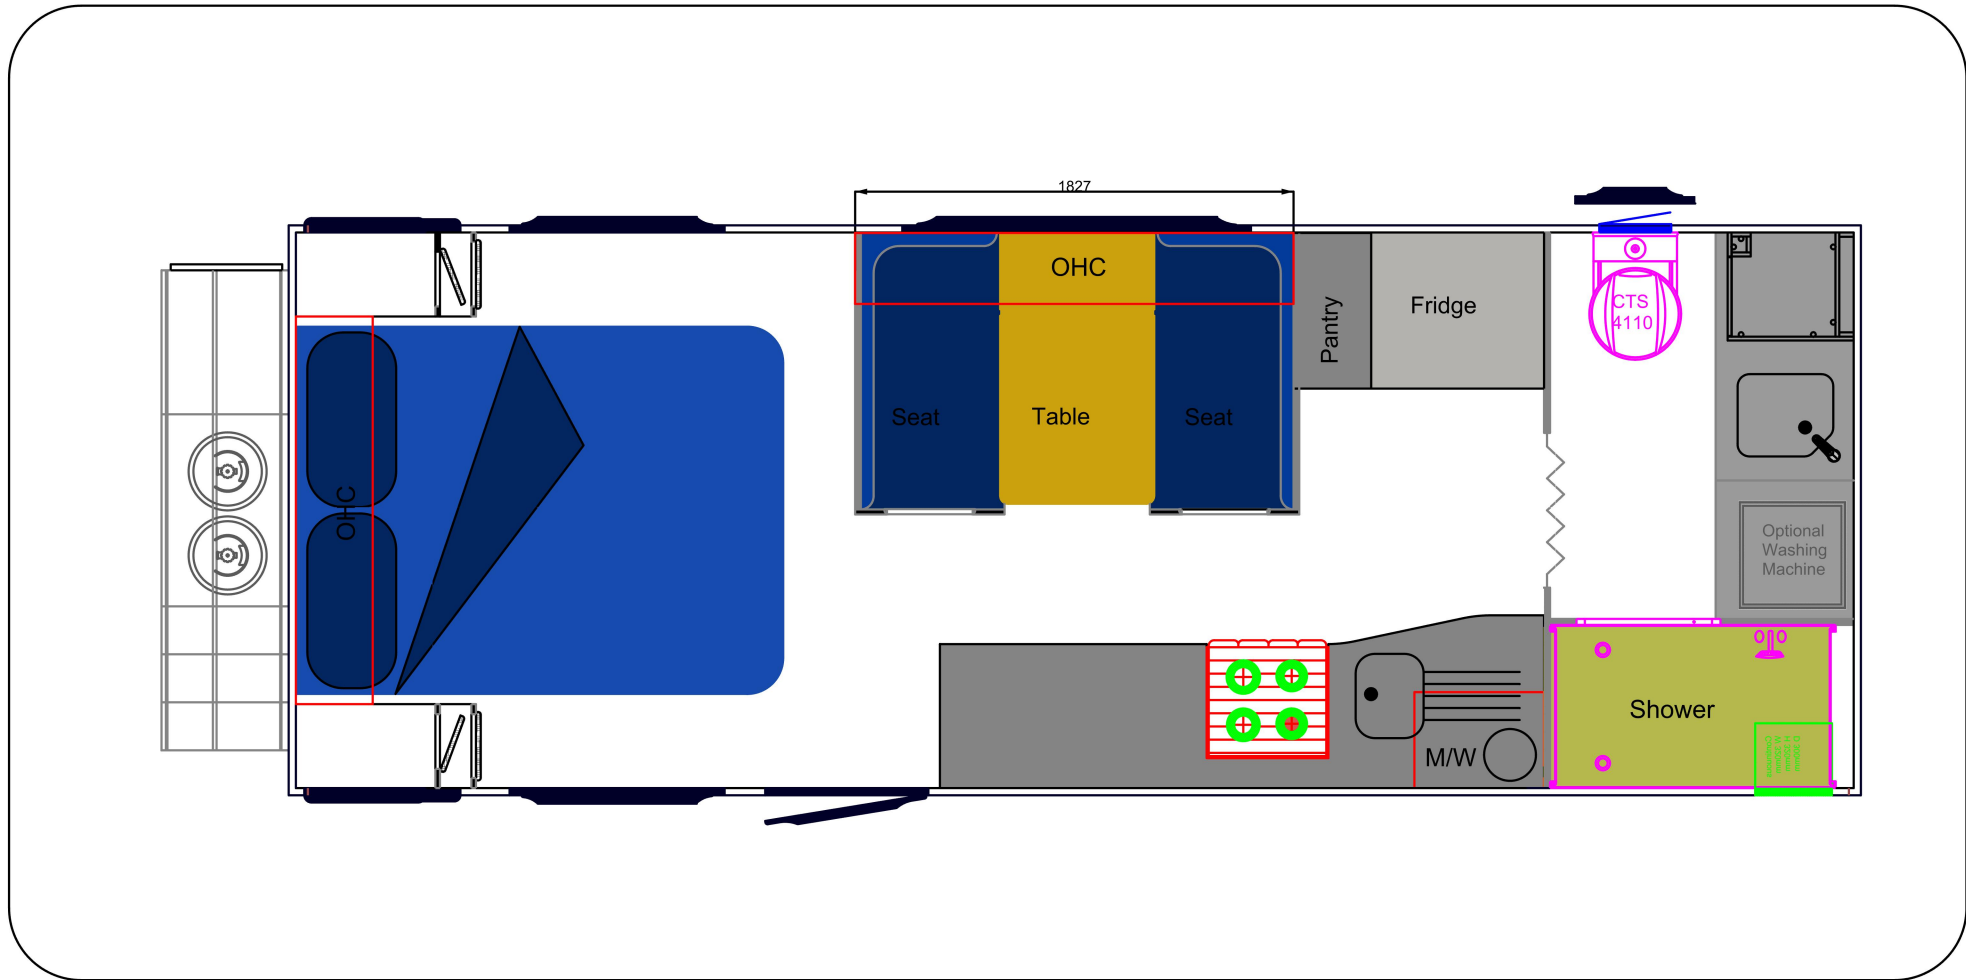 1827
OHC
Pantry
Fridge
CTS
4110
Seat
Table
Seat
OHC
Optional
Washing
Machine
Shower
M/W